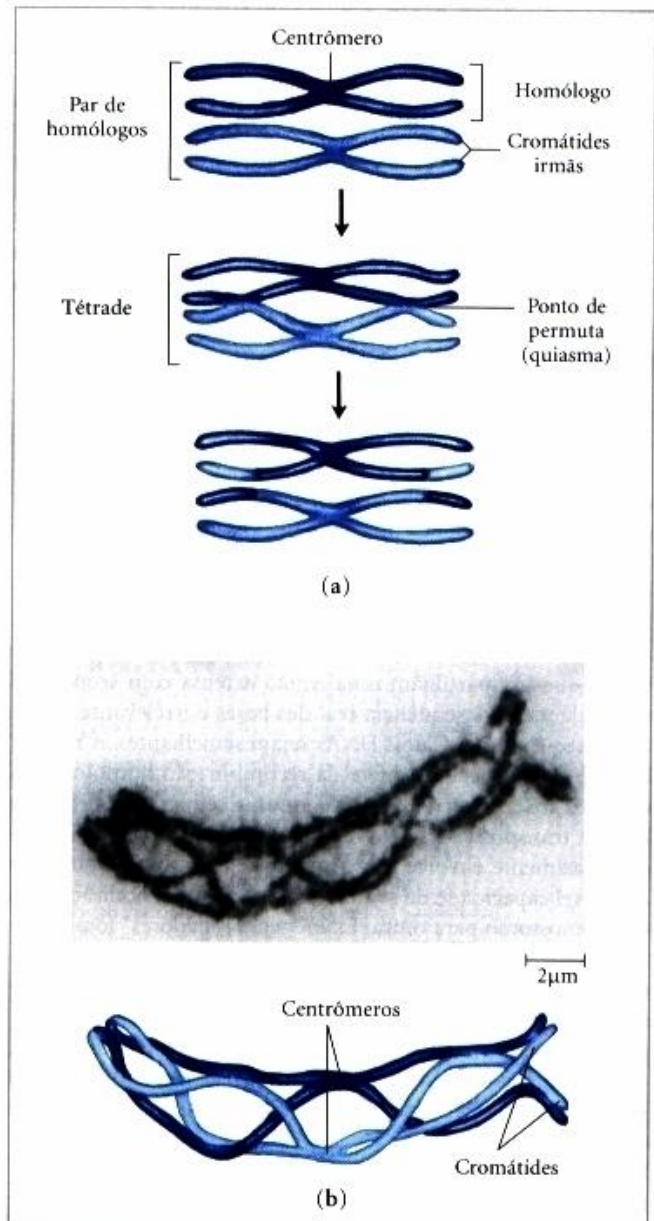 Centrômero
Par de
homólogos
Homólogo
Cromátides
irmãs
Tétrade
Ponto de
permuta
(quiasma)
(a)
2µm
Centrômeros
Cromátides
(b)